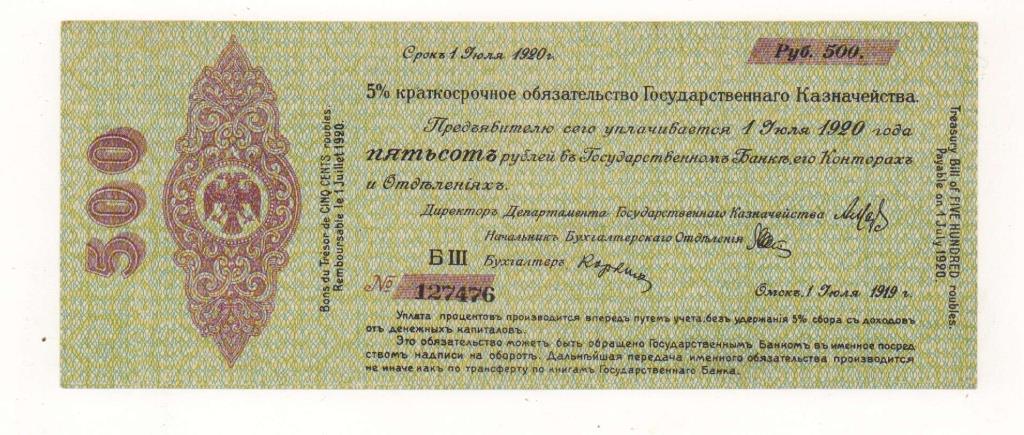 500
Bons du Trésor de CINQ CENTS roubles.
Remboursable le 1 Juillet 1920.
Срокъ 1 Іюля 1920 г.
Руб. 500.
5% краткосрочное обязательство Государственнаго Казначейства.
Предъявителю сего уплачивается 1 Іюля 1920 года
пятьсотъ рублей въ Государственномъ Банкѣ, его Конторахъ
и Отдѣленіяхъ.
Директоръ Департамента Государственнаго Казначейства
Начальникъ Бухгалтерскаго Отдѣленія
БШ Бухгалтеръ
№ 127476
Омскъ, 1 Іюля 1919 г.
Уплата процентовъ производится впередъ путемъ учета, безъ удержанія 5% сбора съ доходовъ
отъ денежныхъ капиталовъ.
Это обязательство можетъ быть обращено Государственнымъ Банкомъ въ именное посред
ствомъ надписи на оборотѣ. Дальнѣйшая передача именного обязательства производится
не иначе какъ по трансферту по книгамъ Государственнаго Банка.
Treasury Bill of FIVE HUNDRED roubles.
Payable on 1 July 1920.